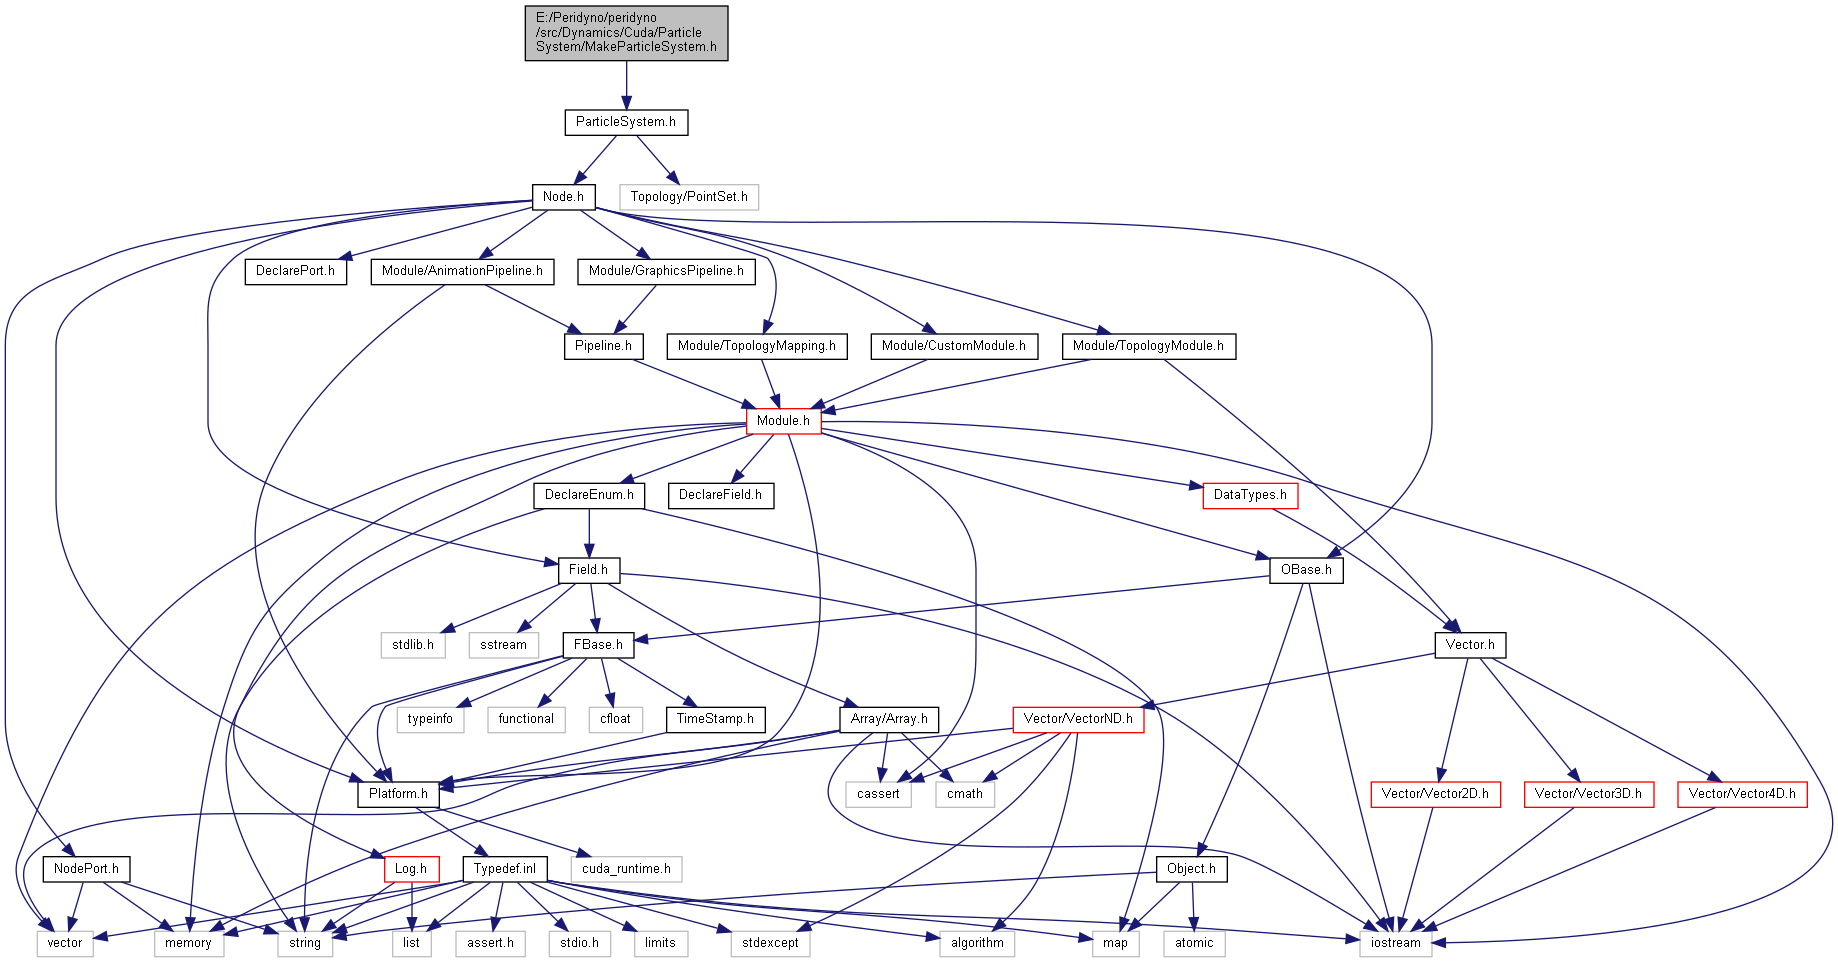 E:/Peridyno/peridyno
/src/Dynamics/Cuda/Particle
System/MakeParticleSystem.h
ParticleSystem.h
Node.h
Topology/PointSet.h
DeclarePort.h
Module/AnimationPipeline.h
Module/GraphicsPipeline.h
Pipeline.h
Module/TopologyMapping.h
Module/CustomModule.h
Module/TopologyModule.h
Module.h
DeclareEnum.h
DeclareField.h
DataTypes.h
Field.h
OBase.h
stdlib.h
sstream
FBase.h
Vector.h
typeinfo
functional
cfloat
TimeStamp.h
Array/Array.h
Vector/VectorND.h
Platform.h
cassert
cmath
Vector/Vector2D.h
Vector/Vector3D.h
Vector/Vector4D.h
NodePort.h
Log.h
Typedef.inl
cuda_runtime.h
Object.h
vector
memory
string
list
assert.h
stdio.h
limits
stdexcept
algorithm
map
atomic
iostream